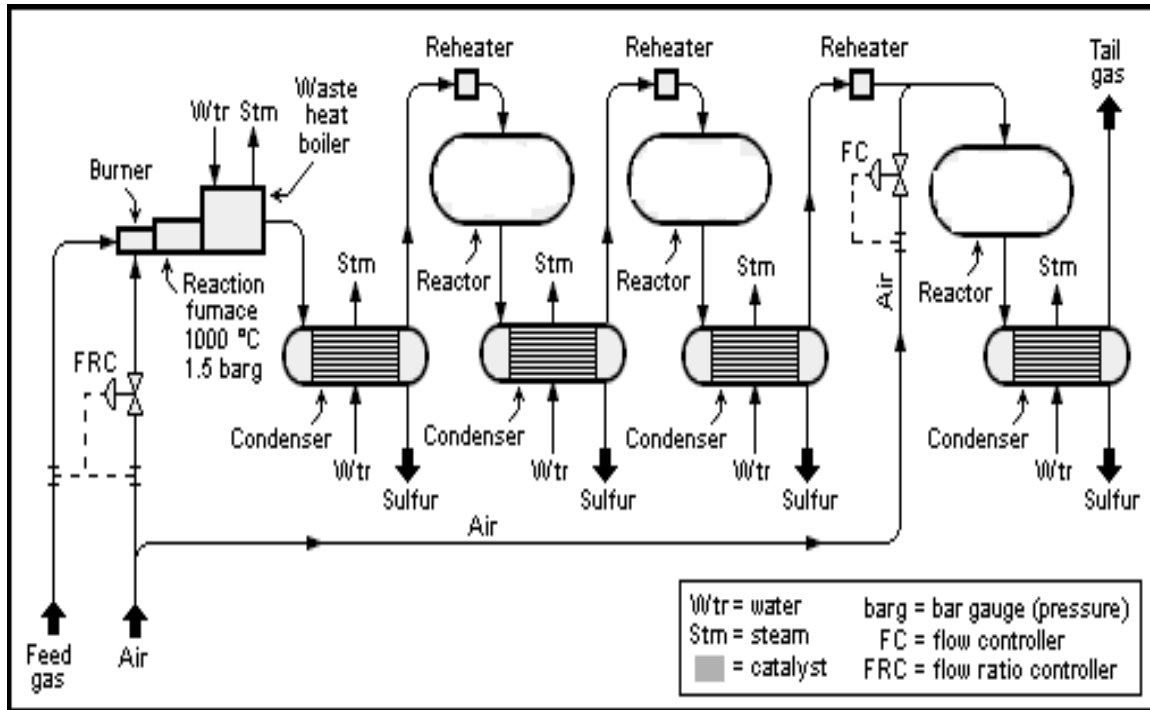 Reheater
Reheater
Reheater
Tail
gas
Waste
heat
boiler
Wtr
Stm
Burner
FC
Reaction
furnace
1000 °C
1.5 barg
Stm
Reactor
Stm
Reactor
Stm
Air
Reactor
Stm
FRC
Condenser
Condenser
Condenser
Condenser
Wtr
Sulfur
Wtr
Sulfur
Wtr
Sulfur
Wtr
Sulfur
Air
Feed
gas
Air
Wtr = water
Stm = steam
= catalyst
barg = bar gauge (pressure)
FC = flow controller
FRC = flow ratio controller